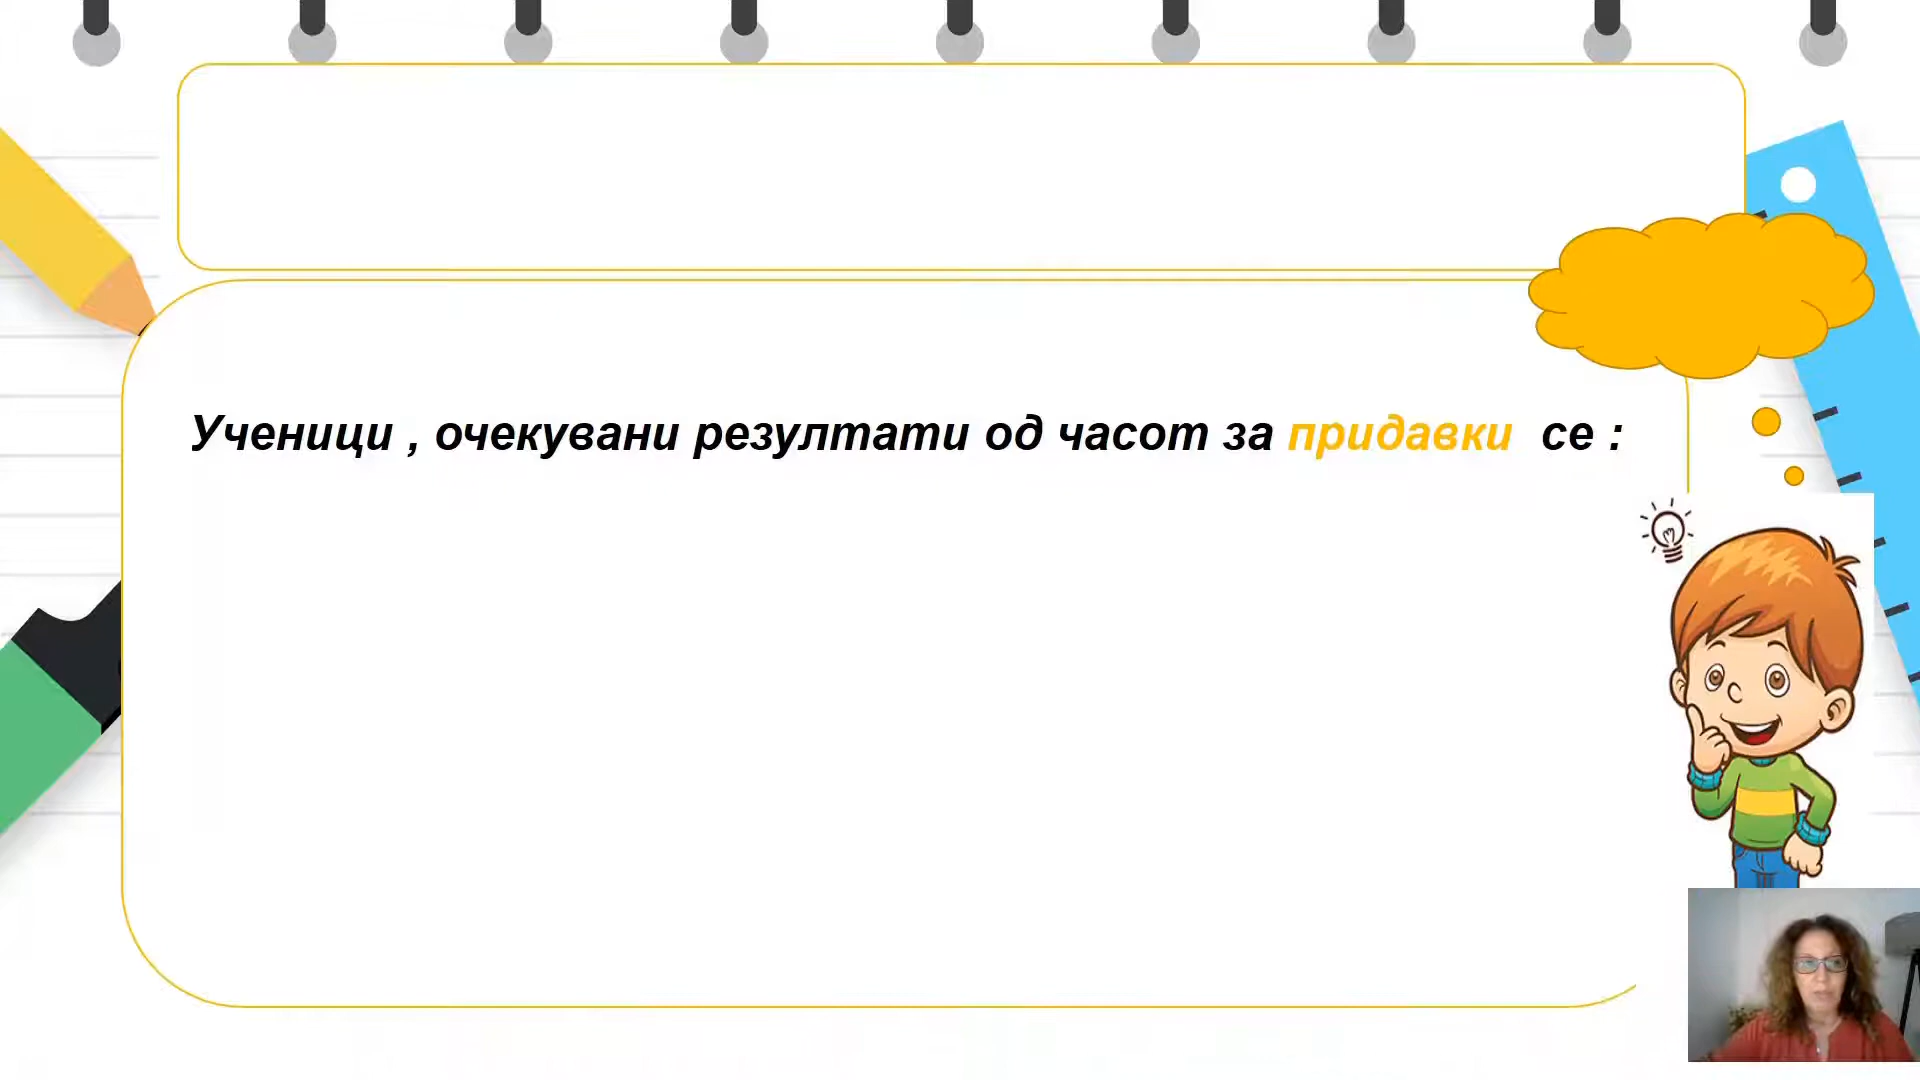 Ученици , очекувани резултати од часот за придавки се :